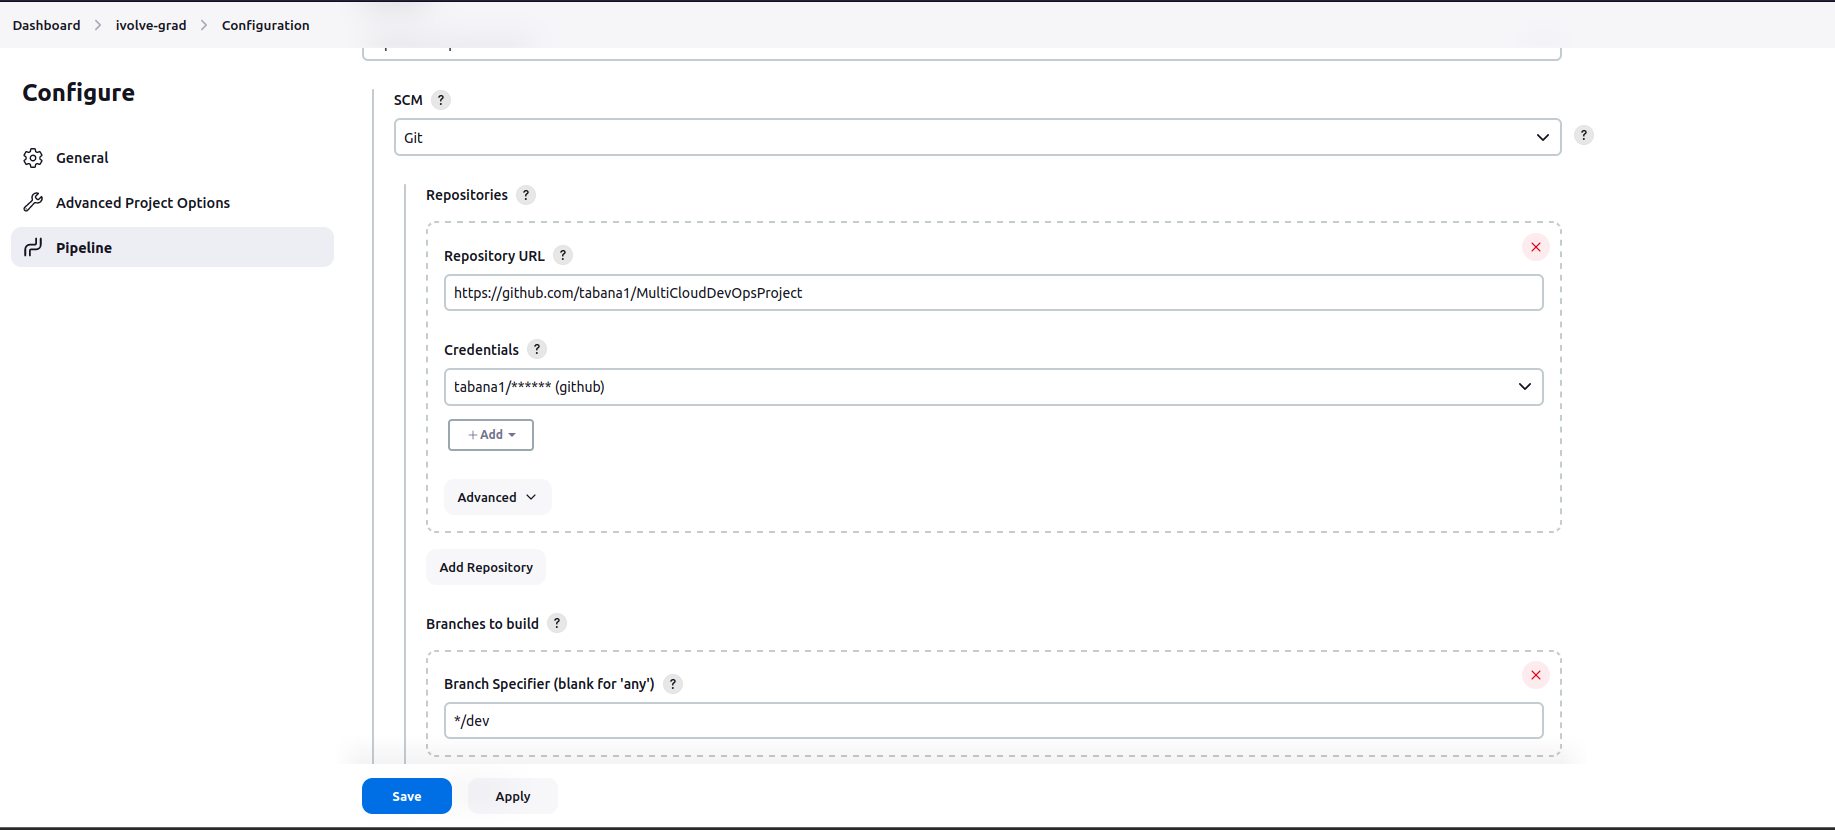 Dashboard > ivolve-grad > Configuration
Configure
General
Advanced Project Options
Pipeline
SCM ?
Git
?
Repositories ?
Repository URL ?
https://github.com/tabana1/MultiCloudDevOpsProject
Credentials ?
tabana1/****** (github)
+ Add
Advanced
Add Repository
Branches to build ?
Branch Specifier (blank for 'any') ?
*/dev
Save
Apply